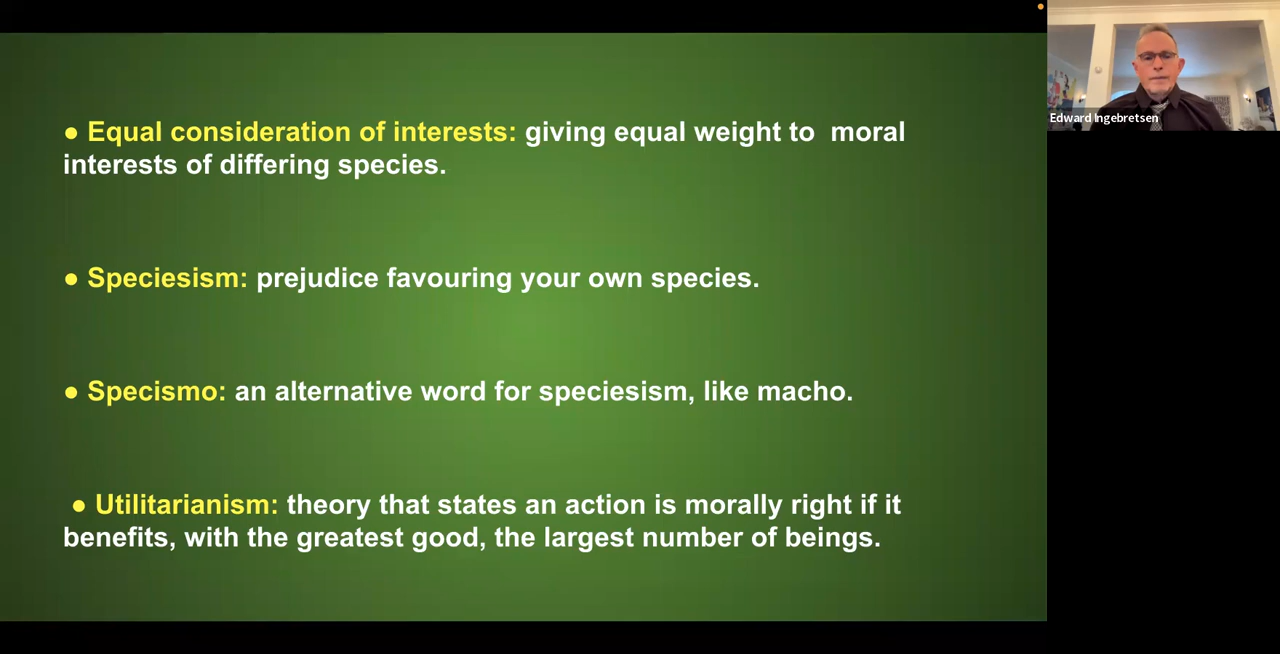 ● Equal consideration of interests: giving equal weight to  moral
interests of differing species.
● Speciesism: prejudice favouring your own species.
● Specismo: an alternative word for speciesism, like macho.
● Utilitarianism: theory that states an action is morally right if it
benefits, with the greatest good, the largest number of beings.
Edward Ingebretsen